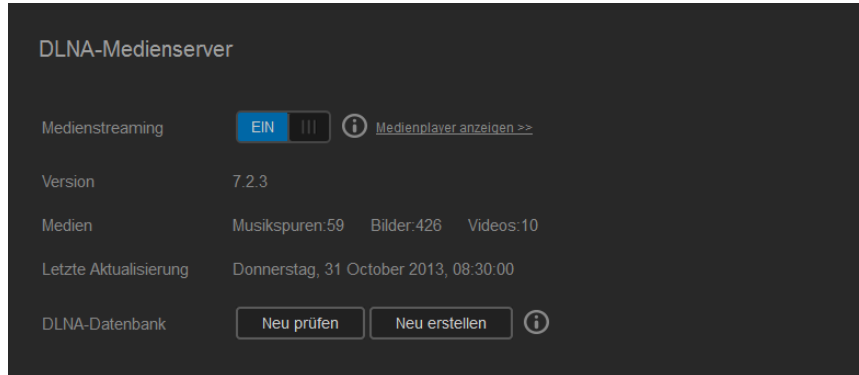 DLNA-Medienserver
Medienstreaming EIN Medienplayer anzeigen >>
Version 7.2.3
Medien Musikspuren:59 Bilder:426 Videos:10
Letzte Aktualisierung Donnerstag, 31 October 2013, 08:30:00
DLNA-Datenbank Neu prüfen Neu erstellen